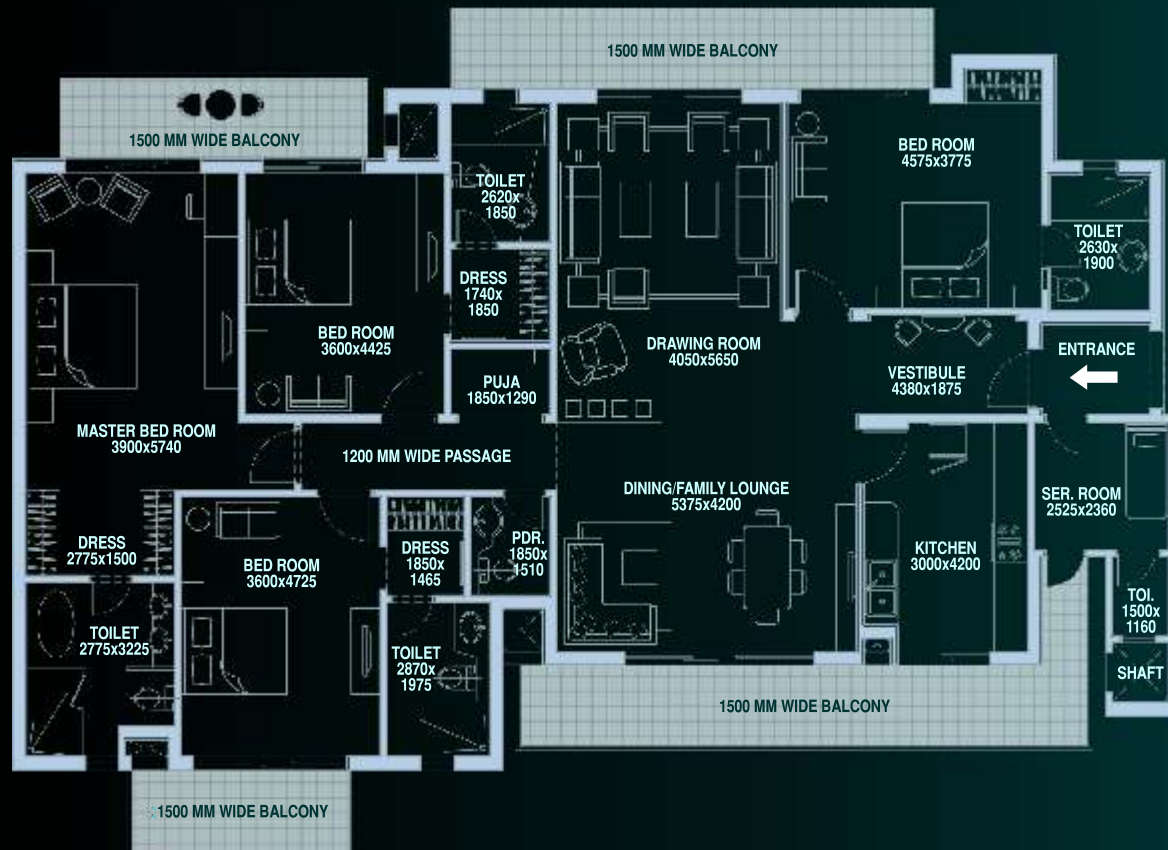 1500 MM WIDE BALCONY
1500 MM WIDE BALCONY
BED ROOM
4575x3775
TOILET
2620x
1850
TOILET
2630x
1900
DRESS
1740x
1850
BED ROOM
3600x4425
DRAWING ROOM
4050x5650
ENTRANCE
VESTIBULE
4380x1875
PUJA
1850x1290
MASTER BED ROOM
3900x5740
1200 MM WIDE PASSAGE
DINING/FAMILY LOUNGE
5375x4200
SER. ROOM
2525x2360
DRESS
2775x1500
BED ROOM
3600x4725
DRESS
1850x
1465
PDR.
1850x
1510
KITCHEN
3000x4200
TOI.
1500x
1160
TOILET
2775x3225
TOILET
2870x
1975
SHAFT
1500 MM WIDE BALCONY
1500 MM WIDE BALCONY